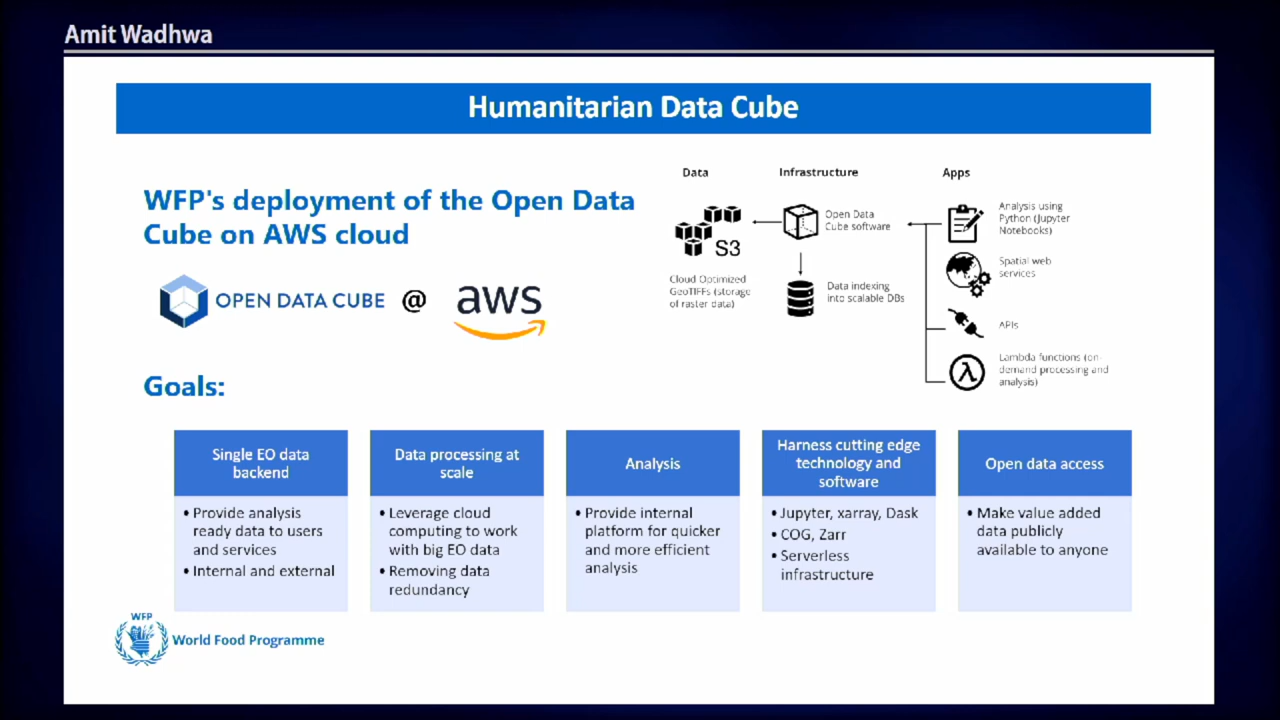 Amit Wadhwa
Humanitarian Data Cube
WFP's deployment of the Open Data
Cube on AWS cloud
OPEN DATA CUBE @ aws
Data
Infrastructure
Apps
S3
Cloud Optimized
GeoTIFFs (storage
of raster data)
Open Data
Cube software
Data indexing
into scalable DBs
Analysis using
Python (Jupyter
Notebooks)
Spatial web
services
APIs
λ
Lambda functions (on-
demand processing and
analysis)
Goals:
Single EO data
backend
• Provide analysis
ready data to users
and services
• Internal and external
Data processing at
scale
• Leverage cloud
computing to work
with big EO data
• Removing data
redundancy
Analysis
• Provide internal
platform for quicker
and more efficient
analysis
Harness cutting edge
technology and
software
• Jupyter, xarray, Dask
• COG, Zarr
• Serverless
infrastructure
Open data access
• Make value added
data publicly
available to anyone
WFP
World Food Programme